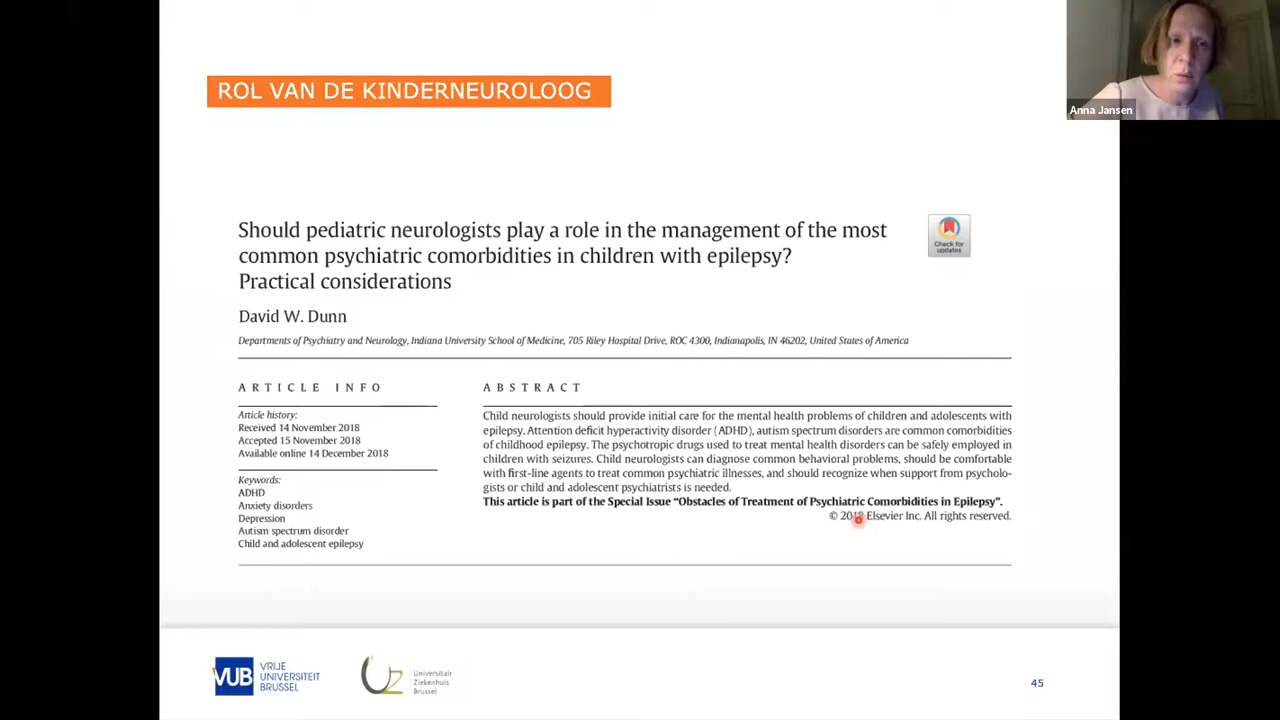 ROL VAN DE KINDERNEUROLOOG
Anna Jansen
Should pediatric neurologists play a role in the management of the most
common psychiatric comorbidities in children with epilepsy?
Practical considerations
Check for
updates
David W. Dunn
Departments of Psychiatry and Neurology, Indiana University School of Medicine, 705 Riley Hospital Drive, ROC 4300, Indianapolis, IN 46202, United States of America
ARTICLE INFO
Article history:
Received 14 November 2018
Accepted 15 November 2018
Available online 14 December 2018
Keywords:
ADHD
Anxiety disorders
Depression
Autism spectrum disorder
Child and adolescent epilepsy
ABSTRACT
Child neurologists should provide initial care for the mental health problems of children and adolescents with
epilepsy. Attention deficit hyperactivity disorder (ADHD), autism spectrum disorders are common comorbidities
of childhood epilepsy. The psychotropic drugs used to treat mental health disorders can be safely employed in
children with seizures. Child neurologists can diagnose common behavioral problems, should be comfortable
with first-line agents to treat common psychiatric illnesses, and should recognize when support from psycholo-
gists or child and adolescent psychiatrists is needed.
This article is part of the Special Issue "Obstacles of Treatment of Psychiatric Comorbidities in Epilepsy".
© 2018 Elsevier Inc. All rights reserved.
VUB
VRIJE
UNIVERSITEIT
BRUSSEL
UZ
Universitair
Ziekenhuis
Brussel
45